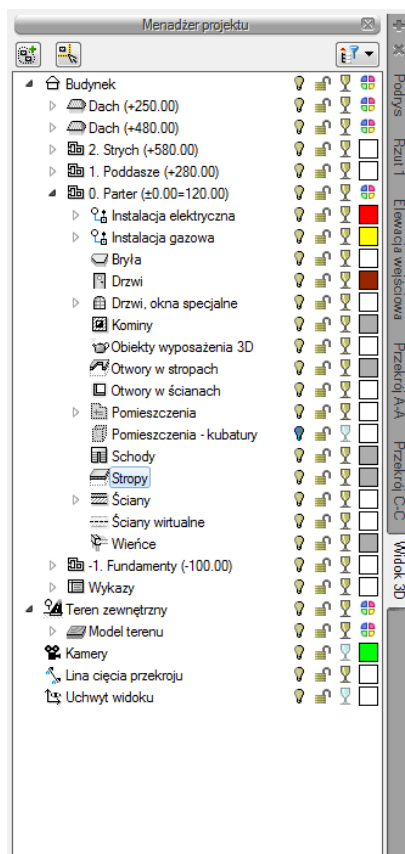 Menadżer projektu
Budynek
Dach (+250.00)
Dach (+480.00)
2. Strych (+580.00)
1. Poddasze (+280.00)
0. Parter (±0.00=120.00)
Instalacja elektryczna
Instalacja gazowa
Bryła
Drzwi
Drzwi, okna specjalne
Kominy
Obiekty wyposażenia 3D
Otwory w stropach
Otwory w ścianach
Pomieszczenia
Pomieszczenia - kubatury
Schody
Stropy
Ściany
Ściany wirtualne
Wieńce
-1. Fundamenty (-100.00)
Wykazy
Teren zewnętrzny
Model terenu
Kamery
Lina cięcia przekroju
Uchwyt widoku
Podrys
Rzut 1
Elewacja wejściowa
Przekrój A-A
Przekrój C-C
Widok 3D